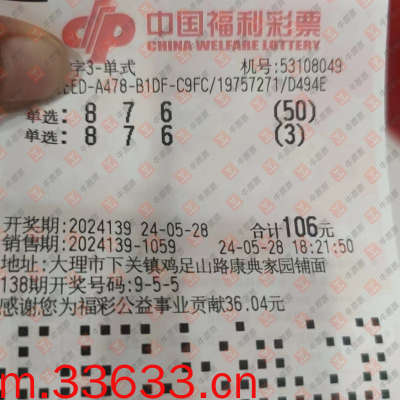 中国福利彩票
CHINA WELFARE LOTTERY
字3-单式 机号:53108049
EED-A478-B1DF-C9FC/19757271/D494E
单选: 8 7 6 (50)
单选: 8 7 6 (3)
开奖期:2024139 24-05-28 合计106元
销售期:2024139-1059 24-05-28 18:21:50
地址:大理市下关镇鸡足山路康典家园铺面
138期开奖号码:9-5-5
感谢您为福彩公益事业贡献36.04元
m.33633.cn